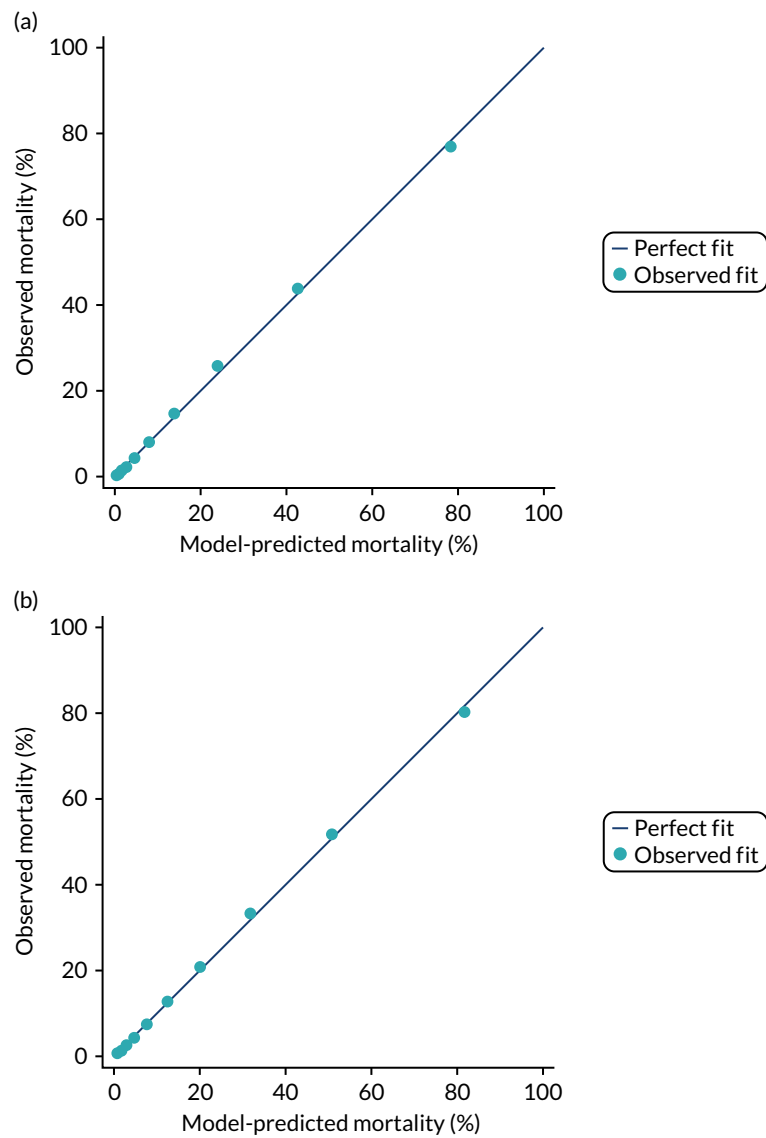 (a)
100
80
60
40
20
0
Observed mortality (%)
0 20 40 60 80 100
Model-predicted mortality (%)
Perfect fit
Observed fit
(b)
100
80
60
40
20
0
Observed mortality (%)
0 20 40 60 80 100
Model-predicted mortality (%)
Perfect fit
Observed fit